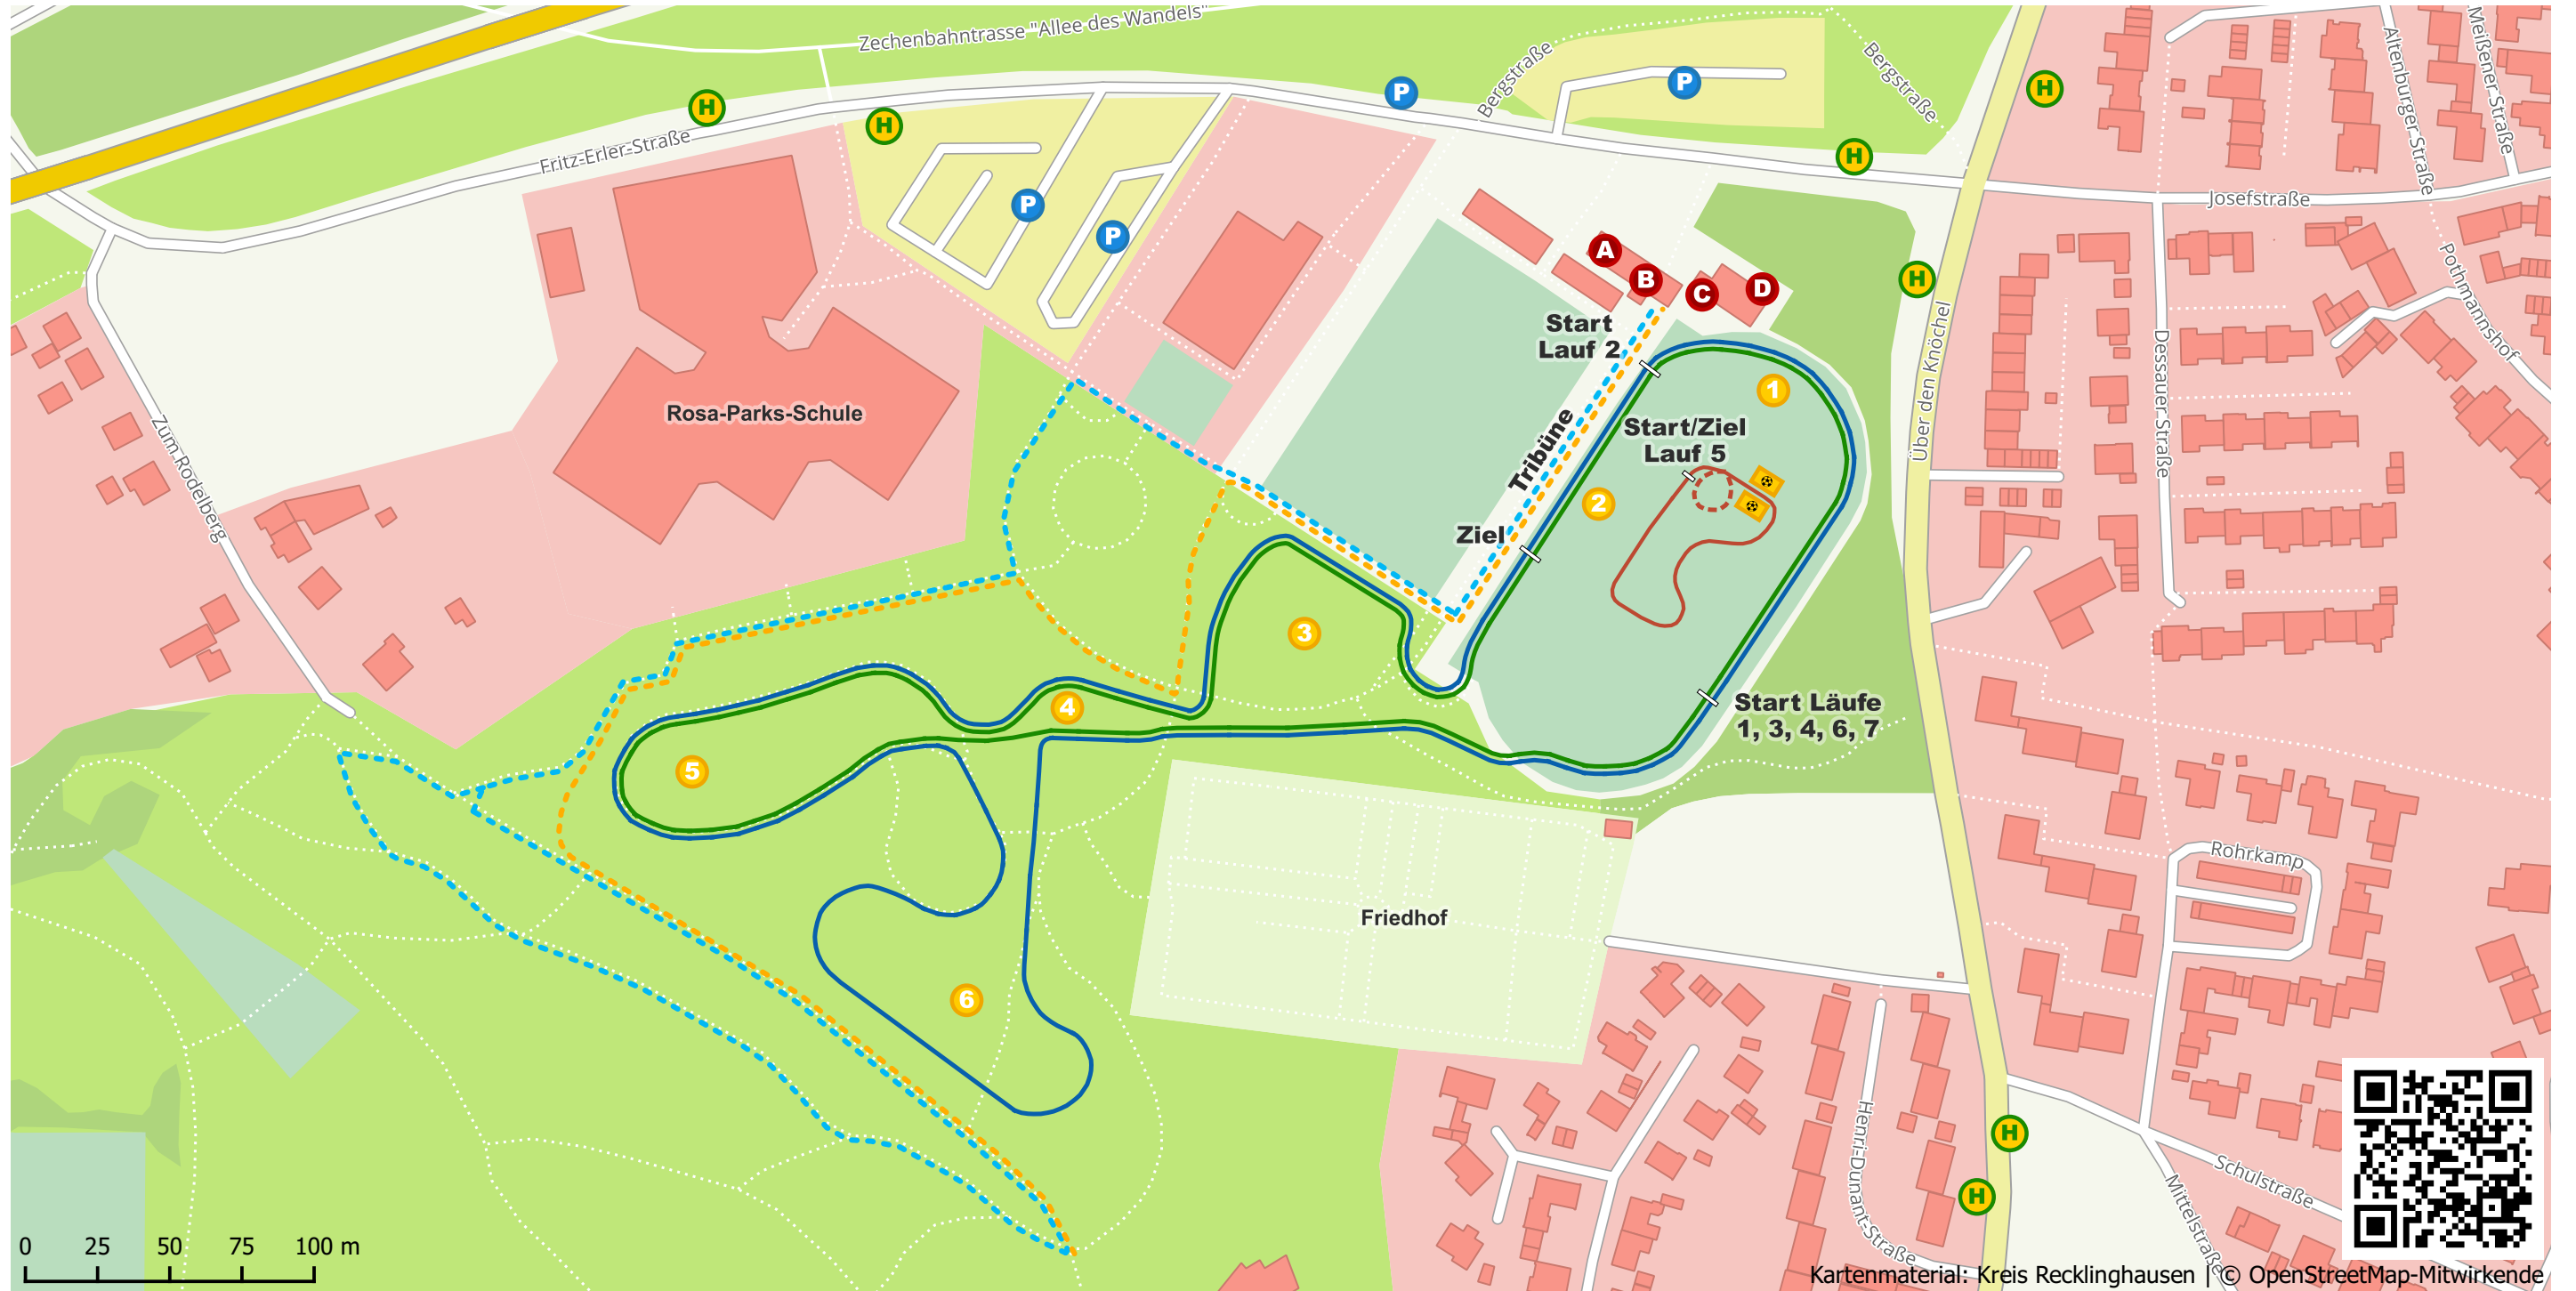 Zechenbahntrasse "Allee des Wandels"
Bergstraße
Bergstraße
Altenburger Straße
Meißener Straße
H
H
P
P
H
H
Fritz-Erler-Straße
Josefstraße
P
P
A
B
C
D
H
Pothmannshof
Start
Lauf 2
1
Über den Knöchel
Dessauer Straße
Rosa-Parks-Schule
Zum Rodelberg
Tribüne
Start/Ziel
Lauf 5
2
Ziel
3
4
Start Läufe
1, 3, 4, 6, 7
5
Rohrkamp
Friedhof
6
Henri-Dunant-Straße
H
H
Schulstraße
Mittelstraße
0 25 50 75 100 m
Kartenmaterial: Kreis Recklinghausen | © OpenStreetMap-Mitwirkende